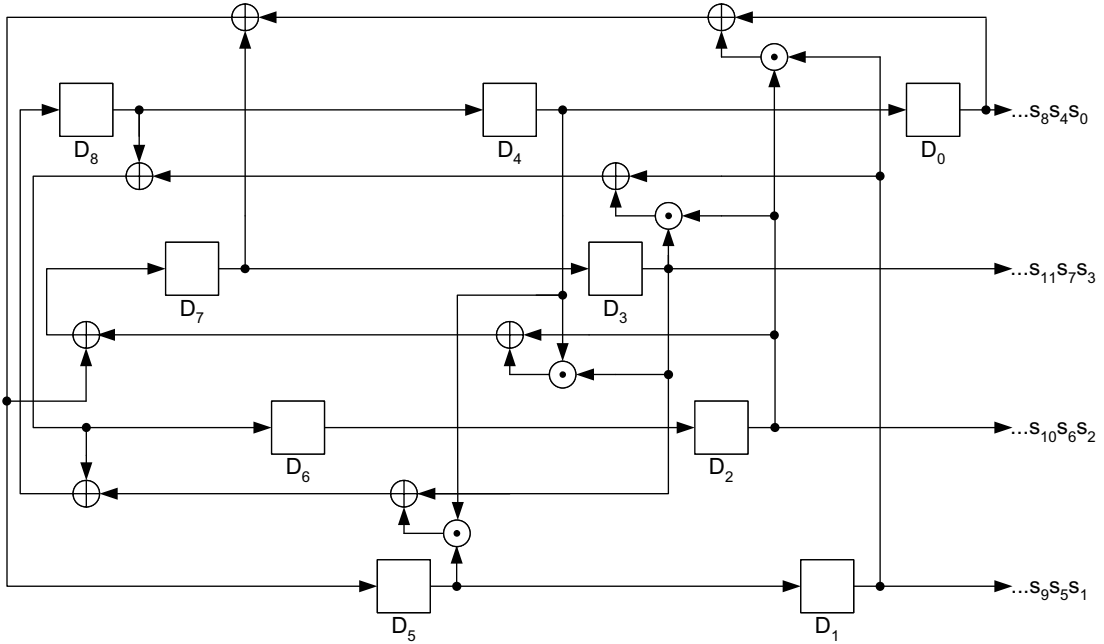 D₈
D₄
D₀
...s₈s₄s₀
D₇
D₃
...s₁₁s₇s₃
D₆
D₂
...s₁₀s₆s₂
D₅
D₁
...s₉s₅s₁